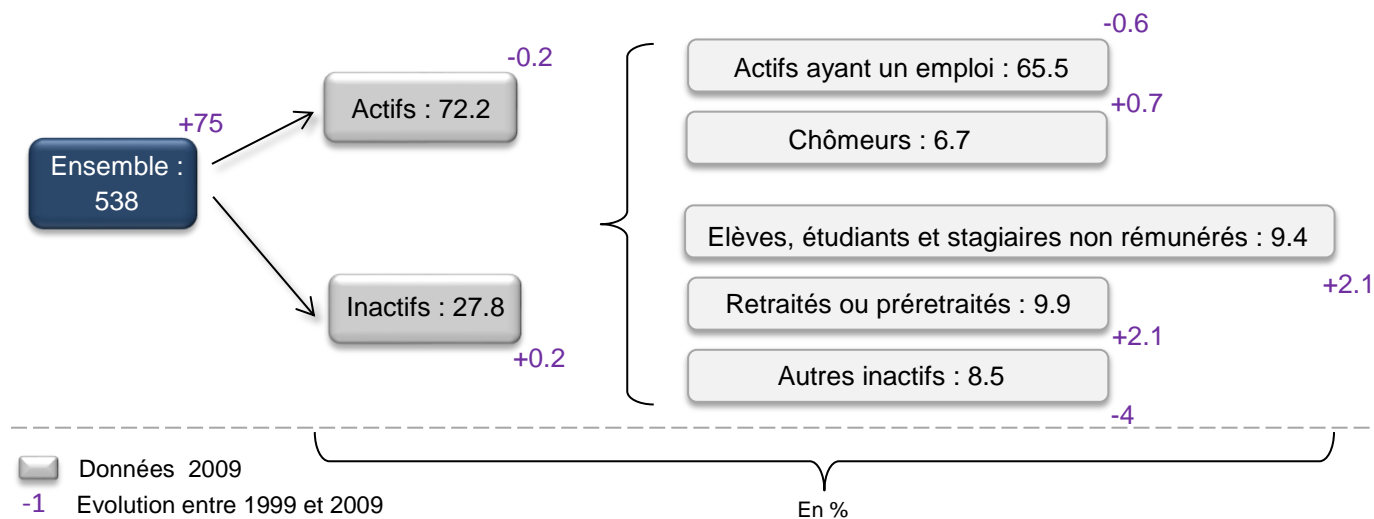 -0.6
-0.2
Actifs ayant un emploi : 65.5
Actifs : 72.2
+0.7
+75
Chômeurs : 6.7
Ensemble :
538
Elèves, étudiants et stagiaires non rémunérés : 9.4
+2.1
Inactifs : 27.8
Retraités ou préretraités : 9.9
+2.1
+0.2
Autres inactifs : 8.5
-4
Données 2009
-1 Evolution entre 1999 et 2009
En %